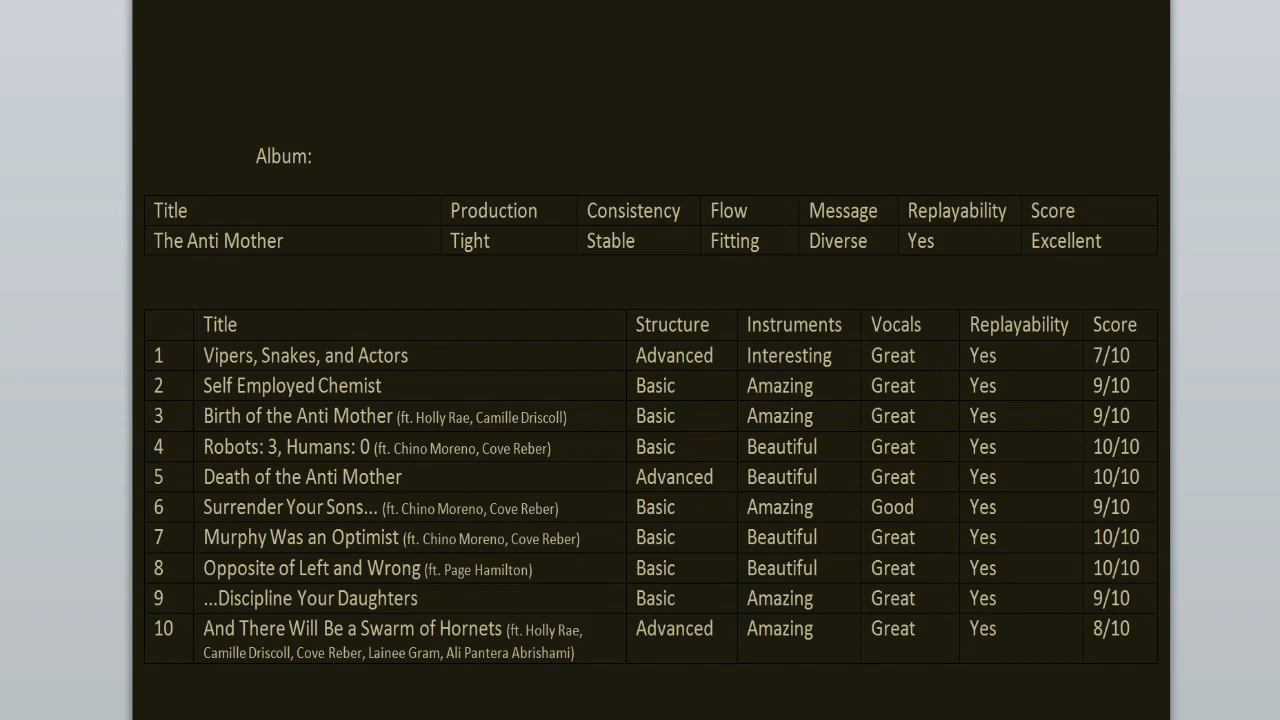 Album:
Title Production Consistency Flow Message Replayability Score
The Anti Mother Tight Stable Fitting Diverse Yes Excellent
Title Structure Instruments Vocals Replayability Score
1 Vipers, Snakes, and Actors Advanced Interesting Great Yes 7/10
2 Self Employed Chemist Basic Amazing Great Yes 9/10
3 Birth of the Anti Mother (ft. Holly Rae, Camille Driscoll) Basic Amazing Great Yes 9/10
4 Robots: 3, Humans: 0 (ft. Chino Moreno, Cove Reber) Basic Beautiful Great Yes 10/10
5 Death of the Anti Mother Advanced Beautiful Great Yes 10/10
6 Surrender Your Sons... (ft. Chino Moreno, Cove Reber) Basic Amazing Good Yes 9/10
7 Murphy Was an Optimist (ft. Chino Moreno, Cove Reber) Basic Beautiful Great Yes 10/10
8 Opposite of Left and Wrong (ft. Page Hamilton) Basic Beautiful Great Yes 10/10
9 ...Discipline Your Daughters Basic Amazing Great Yes 9/10
10 And There Will Be a Swarm of Hornets (ft. Holly Rae, Advanced Amazing Great Yes 8/10
Camille Driscoll, Cove Reber, Lainee Gram, Ali Pantera Abrishami)